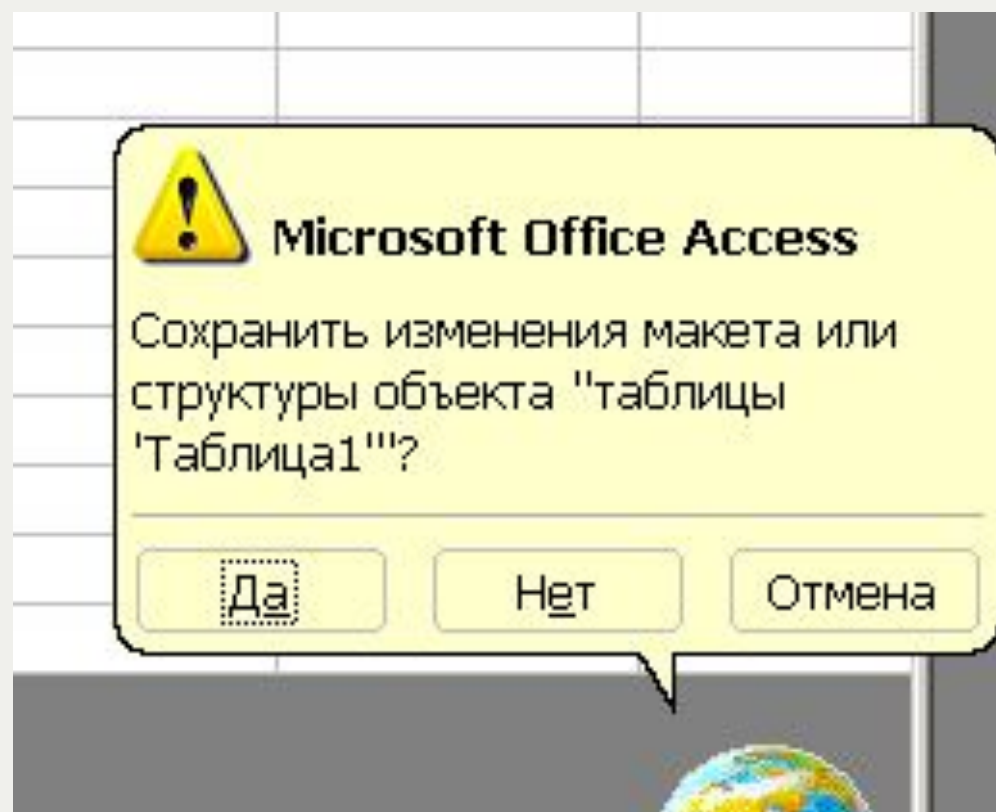 Microsoft Office Access
Сохранить изменения макета или
структуры объекта "таблицы
'Таблица1'"?
Да
Нет
Отмена